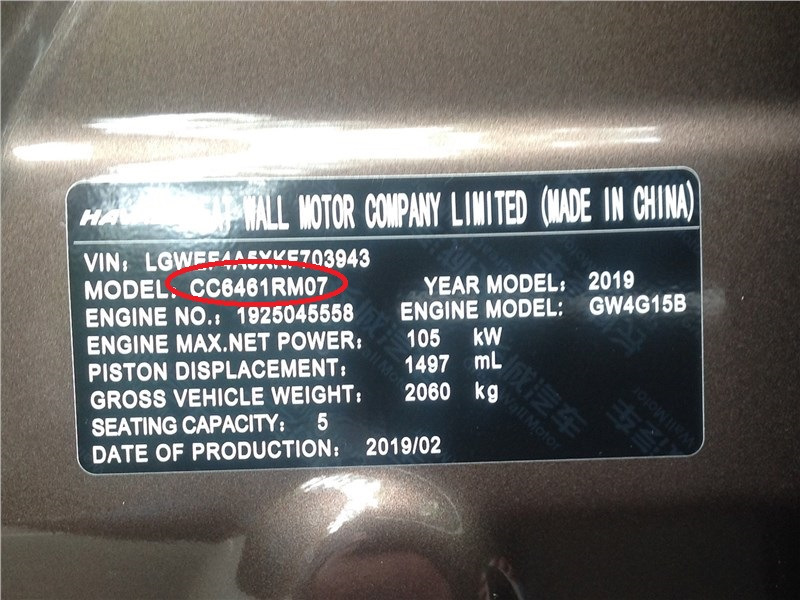 WALL MOTOR COMPANY LIMITED (MADE IN CHINA)
VIN: LGWEF4A5XKF703943
MODEL: CC6461RM07 YEAR MODEL: 2019
ENGINE NO.: 1925045558 ENGINE MODEL: GW4G15B
ENGINE MAX.NET POWER: 105 kW
PISTON DISPLACEMENT: 1497 mL
GROSS VEHICLE WEIGHT: 2060 kg
SEATING CAPACITY: 5
DATE OF PRODUCTION: 2019/02